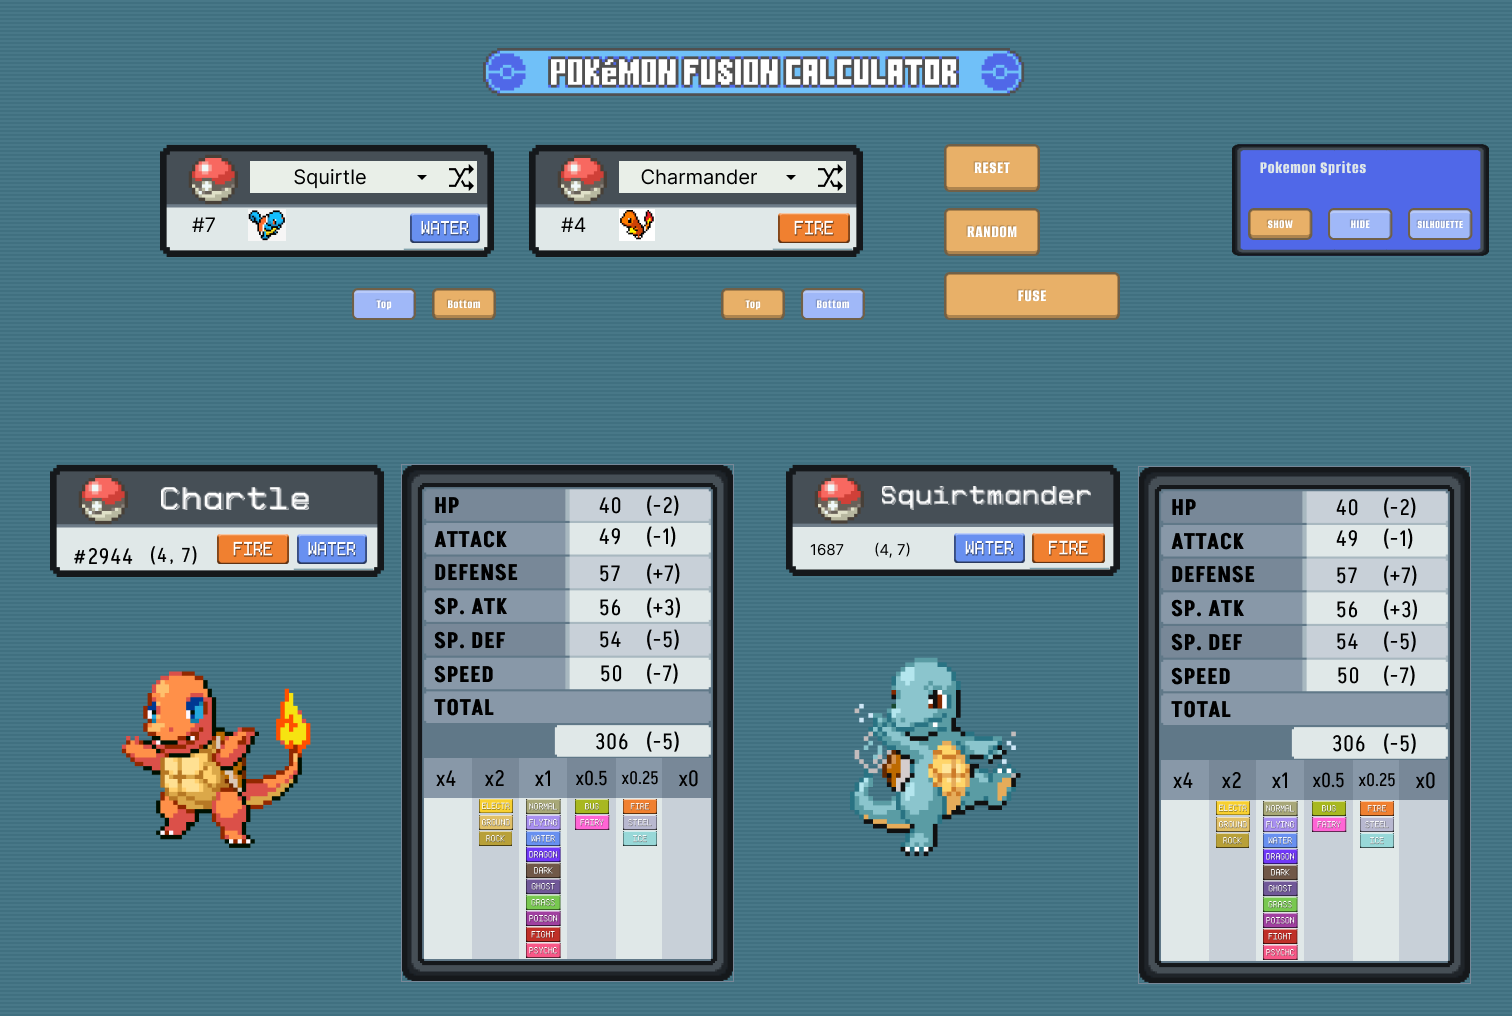 POKéMON FUSION CALCULATOR
Squirtle
#7
WATER
Top
Bottom
Charmander
#4
FIRE
Top
Bottom
RESET
RANDOM
FUSE
Pokemon Sprites
SHOW
HIDE
SILHOUETTE
Chartle
#2944 (4, 7) FIRE WATER
HP 40 (-2)
ATTACK 49 (-1)
DEFENSE 57 (+7)
SP. ATK 56 (+3)
SP. DEF 54 (-5)
SPEED 50 (-7)
TOTAL
306 (-5)
x4 x2 x1 x0.5 x0.25 x0
ELECTR NORMAL BUG FIRE
GROUND FLYING FAIRY STEEL
ROCK WATER ICE
DRAGON
DARK
GHOST
GRASS
POISON
FIGHT
PSYCHC
Squirtmander
1687 (4, 7) WATER FIRE
HP 40 (-2)
ATTACK 49 (-1)
DEFENSE 57 (+7)
SP. ATK 56 (+3)
SP. DEF 54 (-5)
SPEED 50 (-7)
TOTAL
306 (-5)
x4 x2 x1 x0.5 x0.25 x0
ELECTR NORMAL BUG FIRE
GROUND FLYING FAIRY STEEL
ROCK WATER ICE
DRAGON
DARK
GHOST
GRASS
POISON
FIGHT
PSYCHC